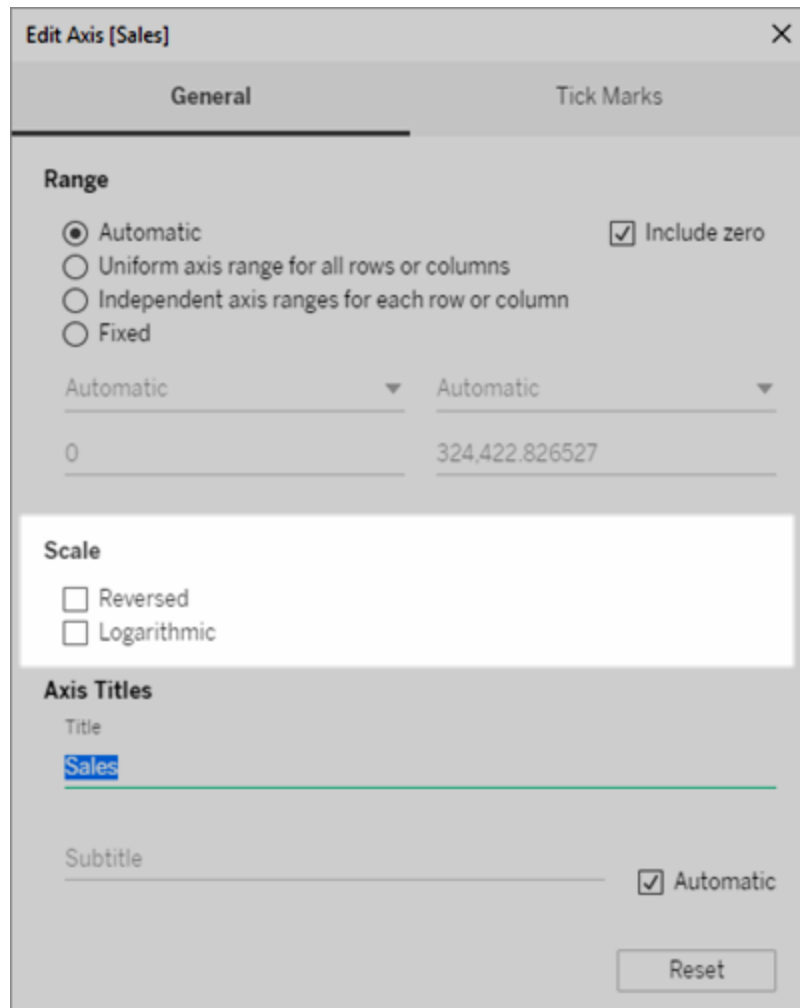 Edit Axis [Sales]
General Tick Marks
Range
Automatic Include zero
Uniform axis range for all rows or columns
Independent axis ranges for each row or column
Fixed
Automatic Automatic
0 324,422.826527
Scale
Reversed
Logarithmic
Axis Titles
Title
Sales
Subtitle
Automatic
Reset